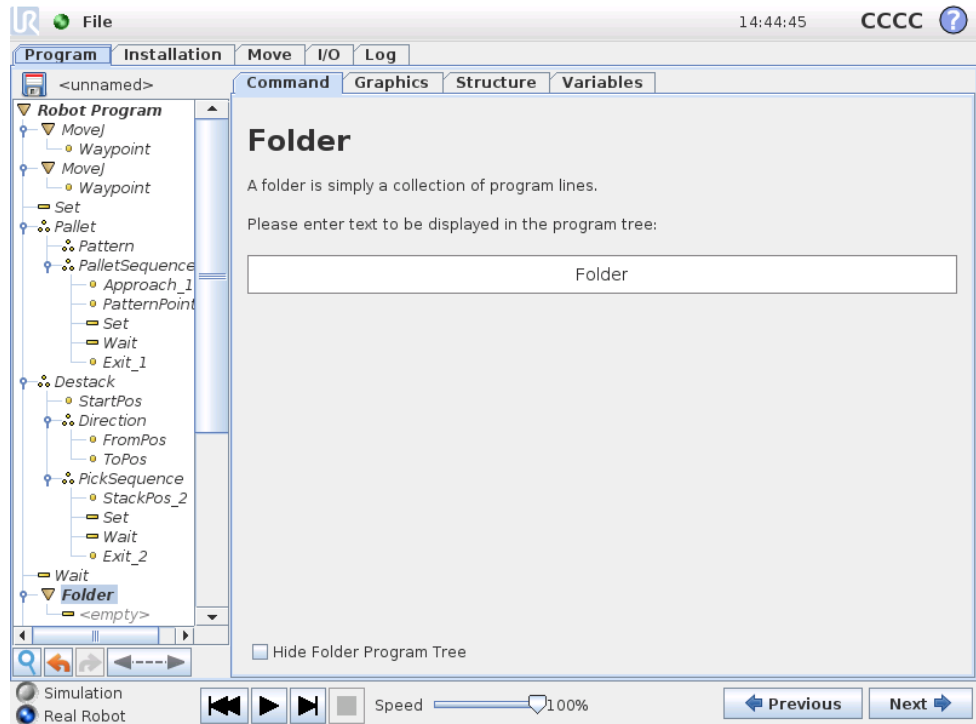 UR File 14:44:45 CCCC ?
Program Installation Move I/O Log
<unnamed>
Command Graphics Structure Variables
Robot Program
MoveJ
Waypoint
MoveJ
Waypoint
Set
Pallet
Pattern
PalletSequence
Approach_1
PatternPoint
Set
Wait
Exit_1
Destack
StartPos
Direction
FromPos
ToPos
PickSequence
StackPos_2
Set
Wait
Exit_2
Wait
Folder
<empty>
Folder
A folder is simply a collection of program lines.
Please enter text to be displayed in the program tree:
Folder
Hide Folder Program Tree
Simulation
Real Robot
Speed 100%
Previous Next